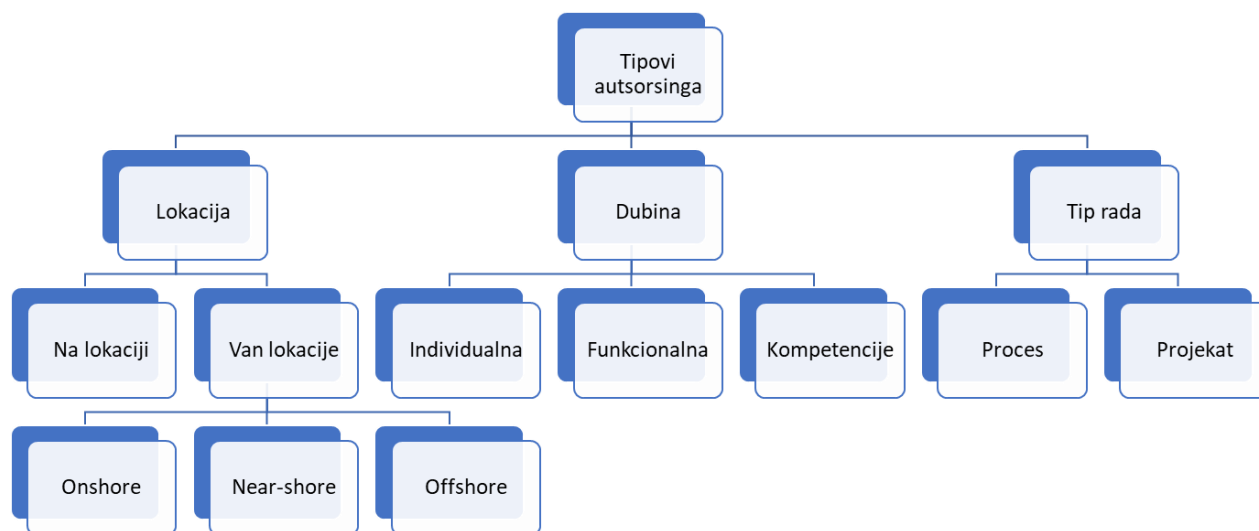 Tipovi
autsorsinga
Lokacija
Dubina
Tip rada
Na lokaciji
Van lokacije
Individualna
Funkcionalna
Kompetencije
Proces
Projekat
Onshore
Near-shore
Offshore